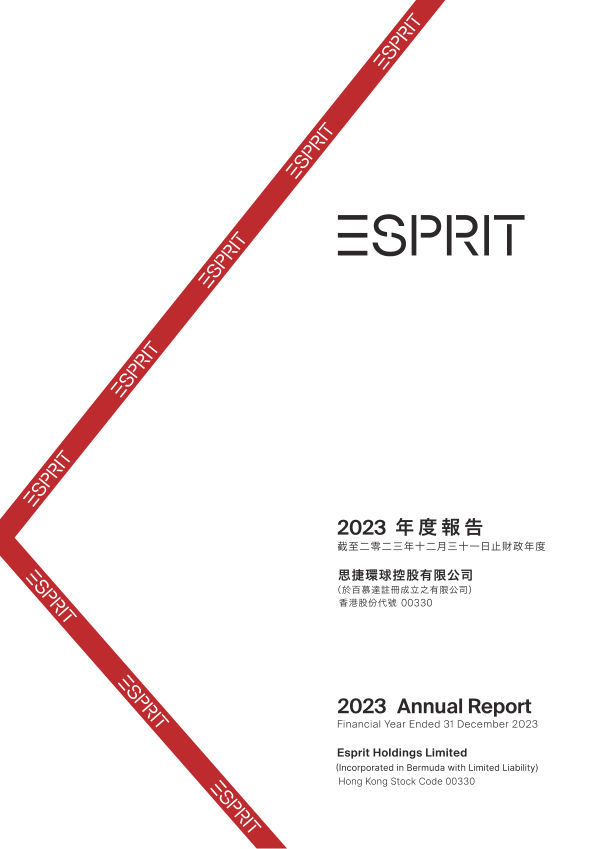 ESPRIT
ESPRIT
ESPRIT
ESPRIT
ESPRIT
ESPRIT
ESPRIT
ESPRIT
ESPRIT
2023 年度報告
截至二零二三年十二月三十一日止財政年度
思捷環球控股有限公司
(於百慕達註冊成立之有限公司)
香港股份代號 00330
2023 Annual Report
Financial Year Ended 31 December 2023
Esprit Holdings Limited
(Incorporated in Bermuda with Limited Liability)
Hong Kong Stock Code 00330